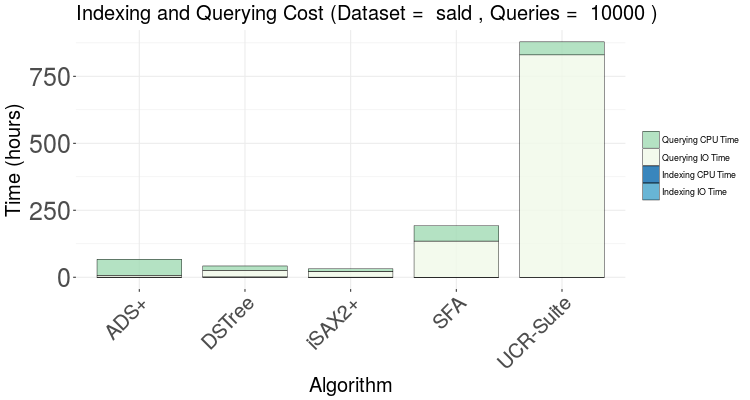 Indexing and Querying Cost (Dataset =  sald , Queries =  10000 )
Time (hours)
750
500
250
0
ADS+
DSTree
iSAX2+
SFA
UCR-Suite
Algorithm
Querying CPU Time
Querying IO Time
Indexing CPU Time
Indexing IO Time